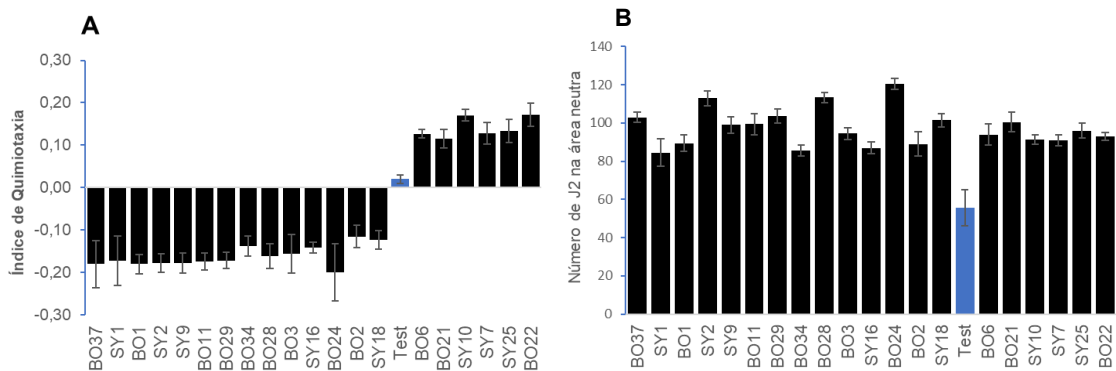 A
Índice de Quimiotaxia
0,30
0,20
0,10
0,00
-0,10
-0,20
-0,30
BO37
SY1
BO1
SY2
SY9
BO11
BO29
BO34
BO28
BO3
SY16
BO24
BO2
SY18
Test
BO6
BO21
SY10
SY7
SY25
BO22
B
Número de J2 na área neutra
140
120
100
80
60
40
20
0
BO37
SY1
BO1
SY2
SY9
BO11
BO29
BO34
BO28
BO3
SY16
BO24
BO2
SY18
Test
BO6
BO21
SY10
SY7
SY25
BO22